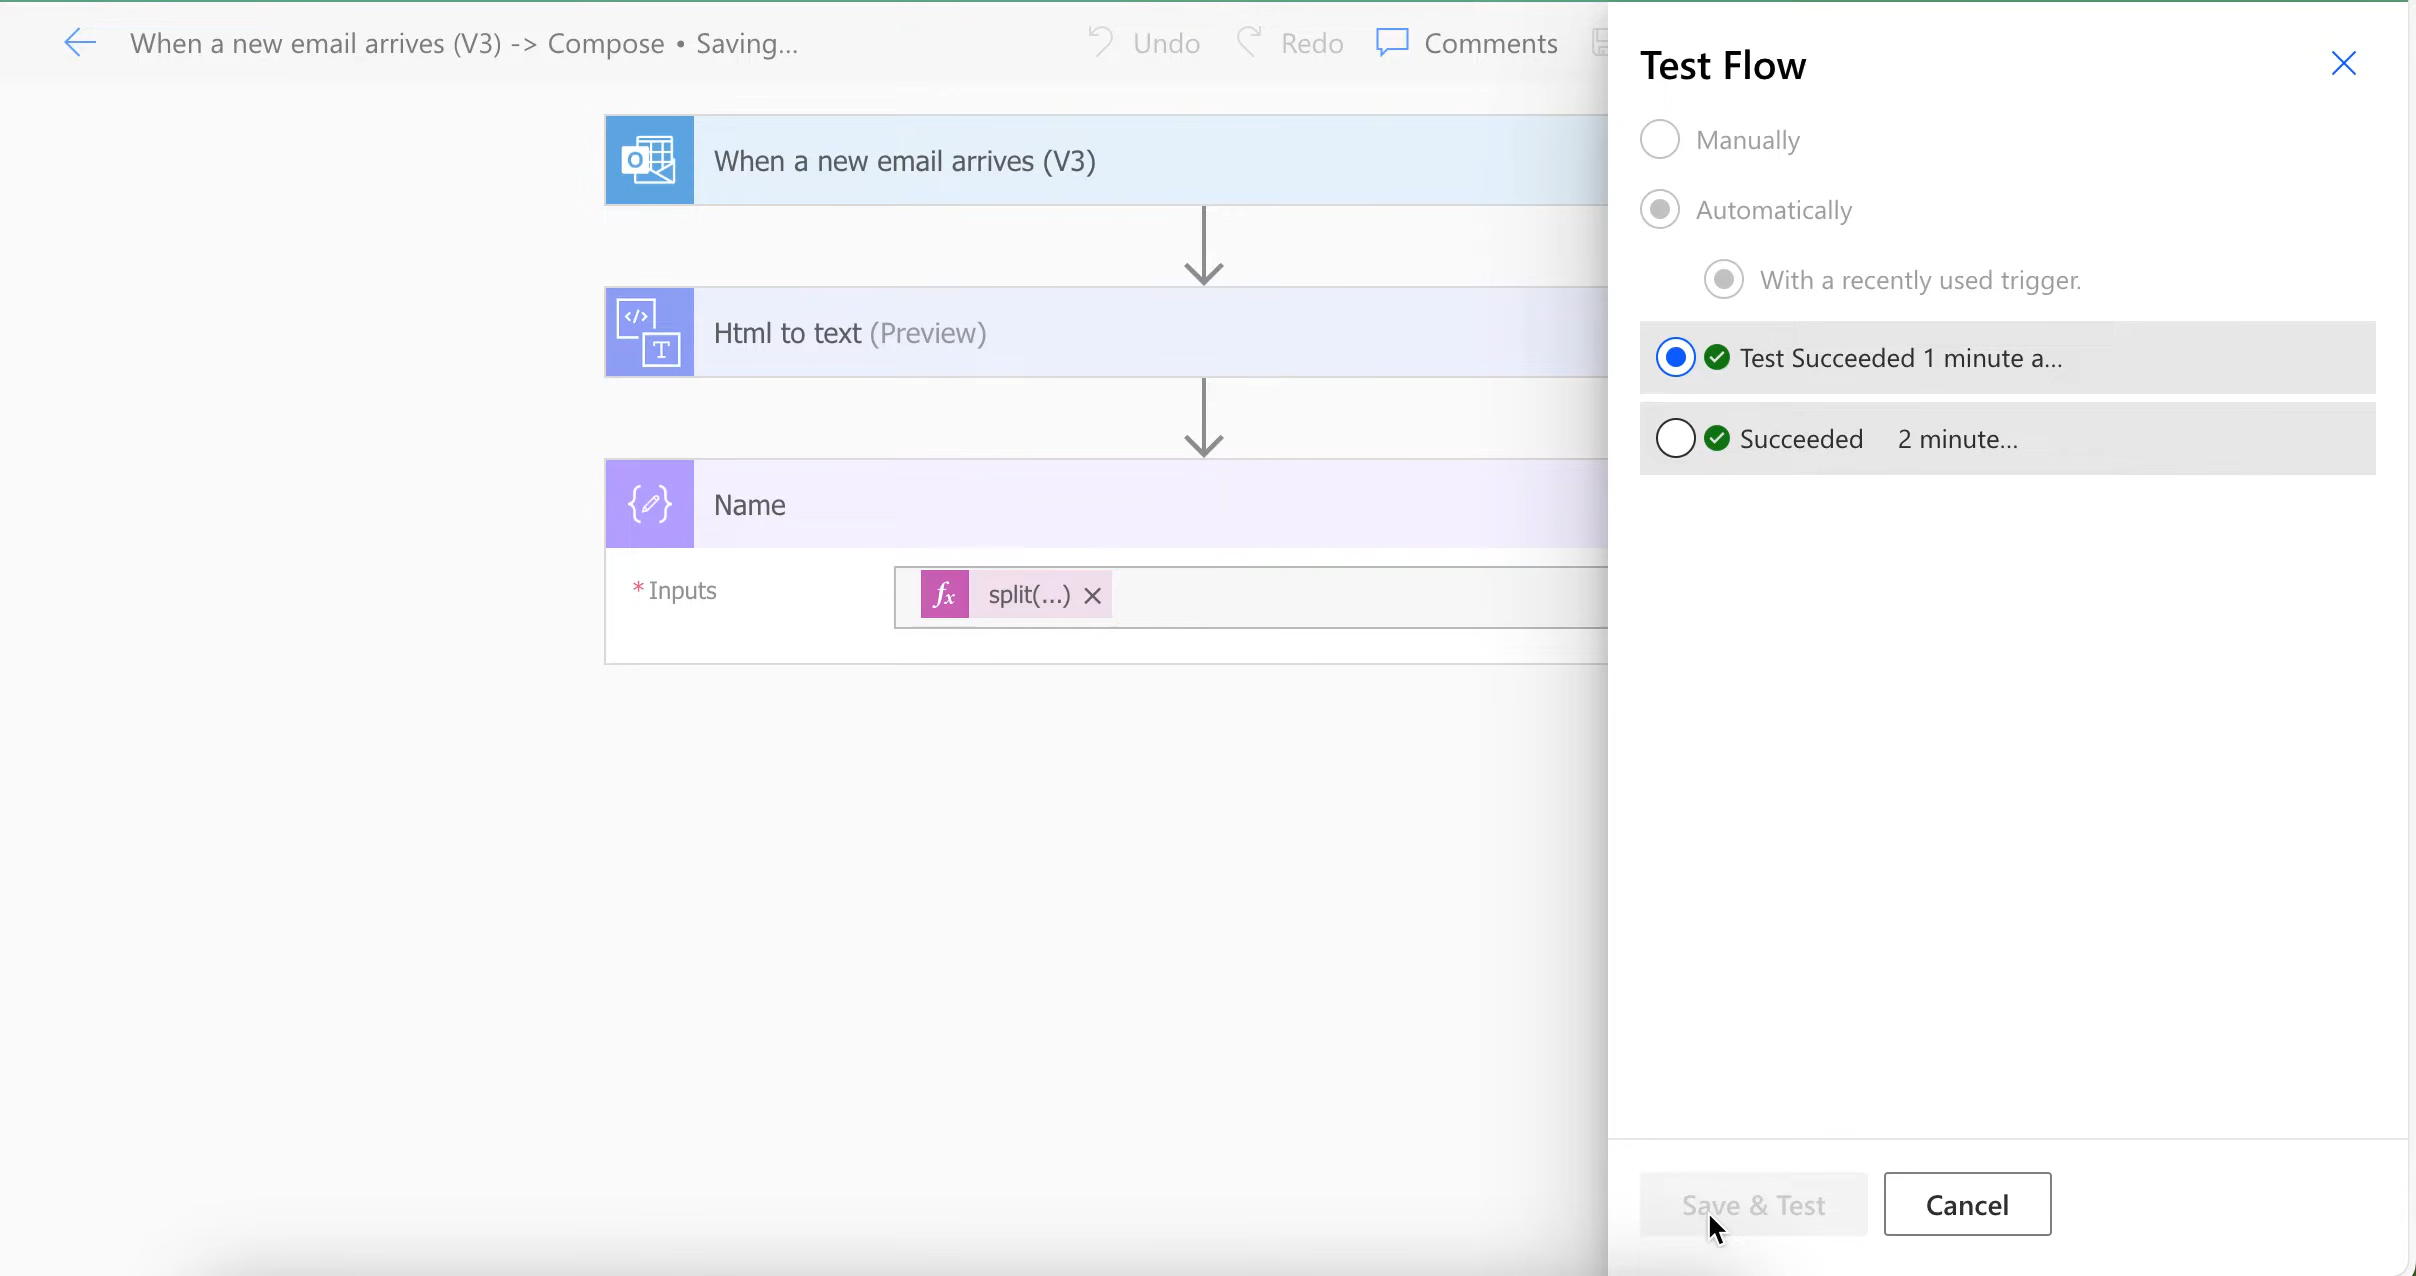 When a new email arrives (V3) -> Compose • Saving...
Undo
Redo
Comments
When a new email arrives (V3)
Html to text (Preview)
Name
* Inputs
fx split(...)
Test Flow
Manually
Automatically
With a recently used trigger.
Test Succeeded 1 minute a...
Succeeded 2 minute...
Save & Test
Cancel